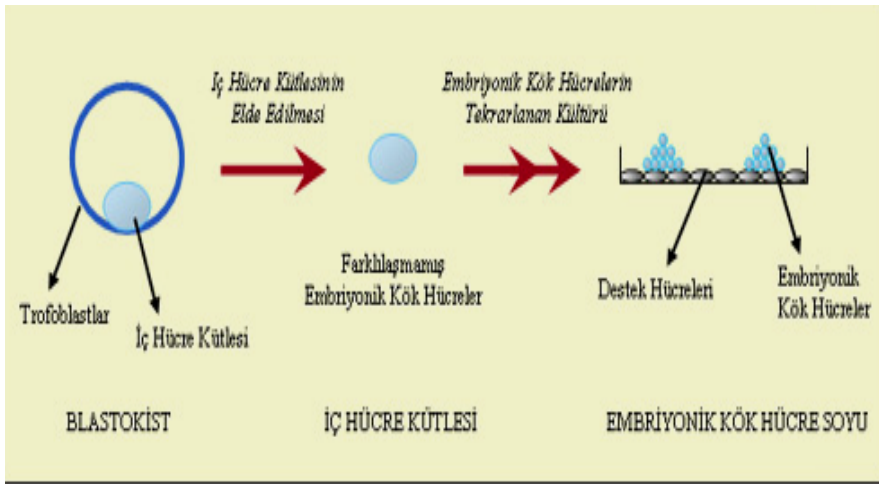 İç Hücre Kütlesinin
Elde Edilmesi
Embriyonik Kök Hücrelerin
Tekrarlanan Kültürü
Trofoblastlar
İç Hücre Kütlesi
Farklılaşmamış
Embriyonik Kök Hücreler
Destek Hücreleri
Embriyonik
Kök Hücreler
BLASTOKİST
İÇ HÜCRE KÜTLESİ
EMBRİYONİK KÖK HÜCRE SOYU